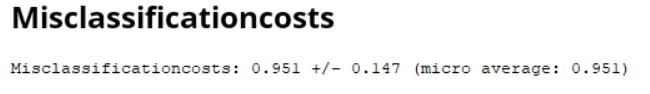 Misclassificationcosts
Misclassificationcosts: 0.951 +/- 0.147 (micro average: 0.951)